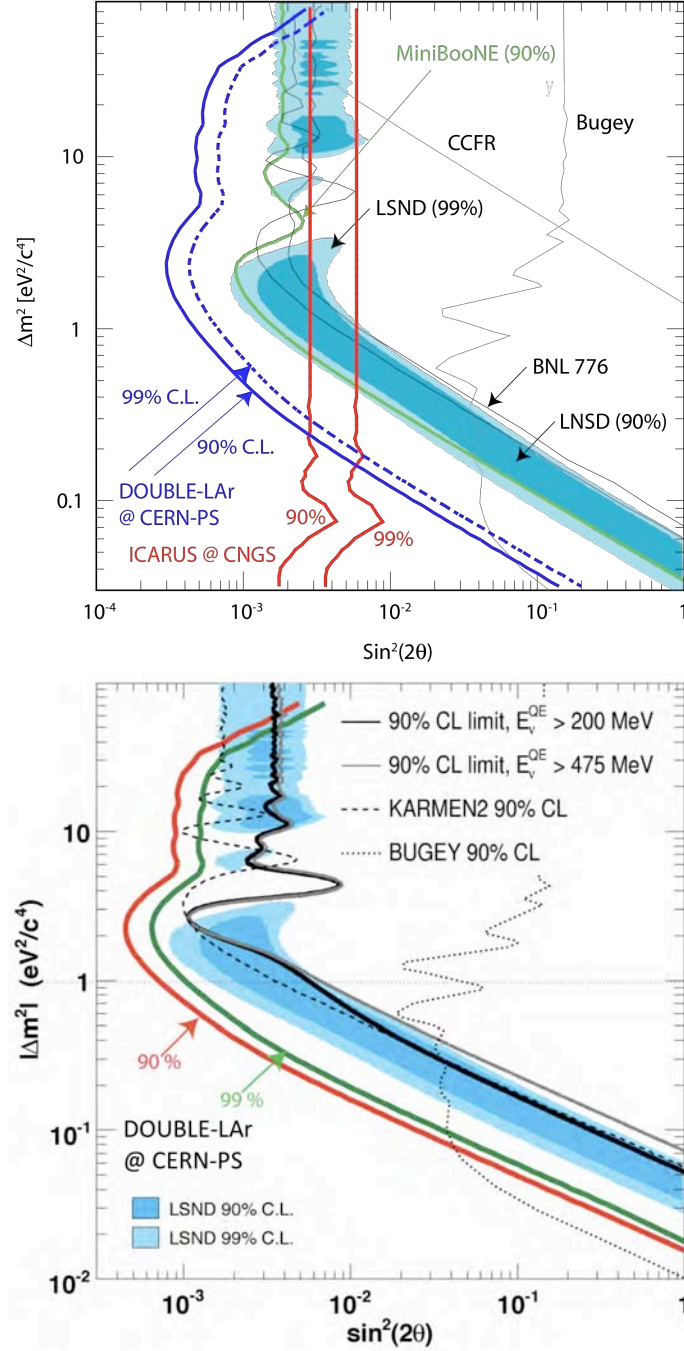 MiniBooNE (90%)
y
Bugey
CCFR
10
LSND (99%)
Δm² [eV²/c⁴]
1
BNL 776
99% C.L.
LNSD (90%)
90% C.L.
DOUBLE-LAr
@ CERN-PS
0.1
90%
99%
ICARUS @ CNGS
10⁻⁴
10⁻³
10⁻²
10⁻¹
1
Sin²(2θ)
90% CL limit, E_ν^QE > 200 MeV
90% CL limit, E_ν^QE > 475 MeV
KARMEN2 90% CL
BUGEY 90% CL
10
|Δm²| (eV²/c⁴)
1
90 %
99 %
DOUBLE-LAr
@ CERN-PS
10⁻¹
LSND 90% C.L.
LSND 99% C.L.
10⁻²
10⁻³
10⁻²
10⁻¹
1
sin²(2θ)